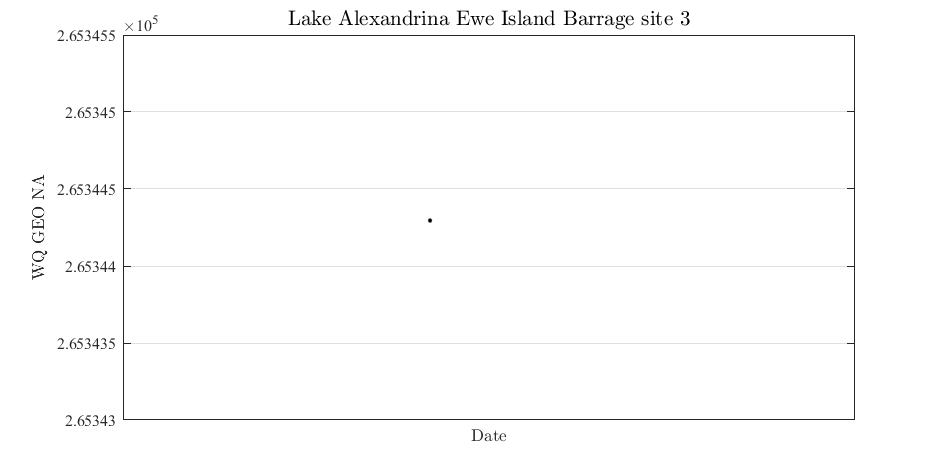 Lake Alexandrina Ewe Island Barrage site 3
×10^5
2.653455
2.65345
2.653445
2.65344
2.653435
2.65343
WQ GEO NA
Date